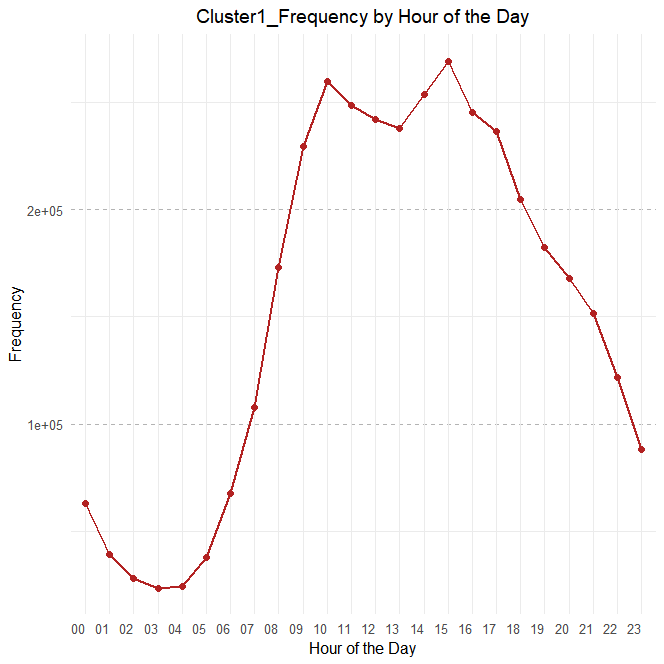 Cluster1_Frequency by Hour of the Day
2e+05
1e+05
Frequency
00 01 02 03 04 05 06 07 08 09 10 11 12 13 14 15 16 17 18 19 20 21 22 23
Hour of the Day